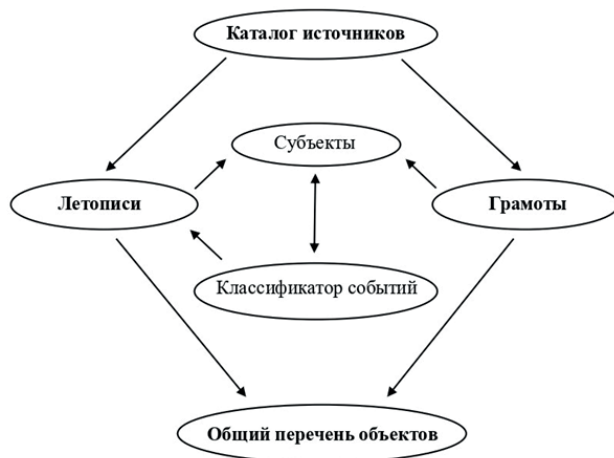 Каталог источников
Субъекты
Летописи
Грамоты
Классификатор событий
Общий перечень объектов